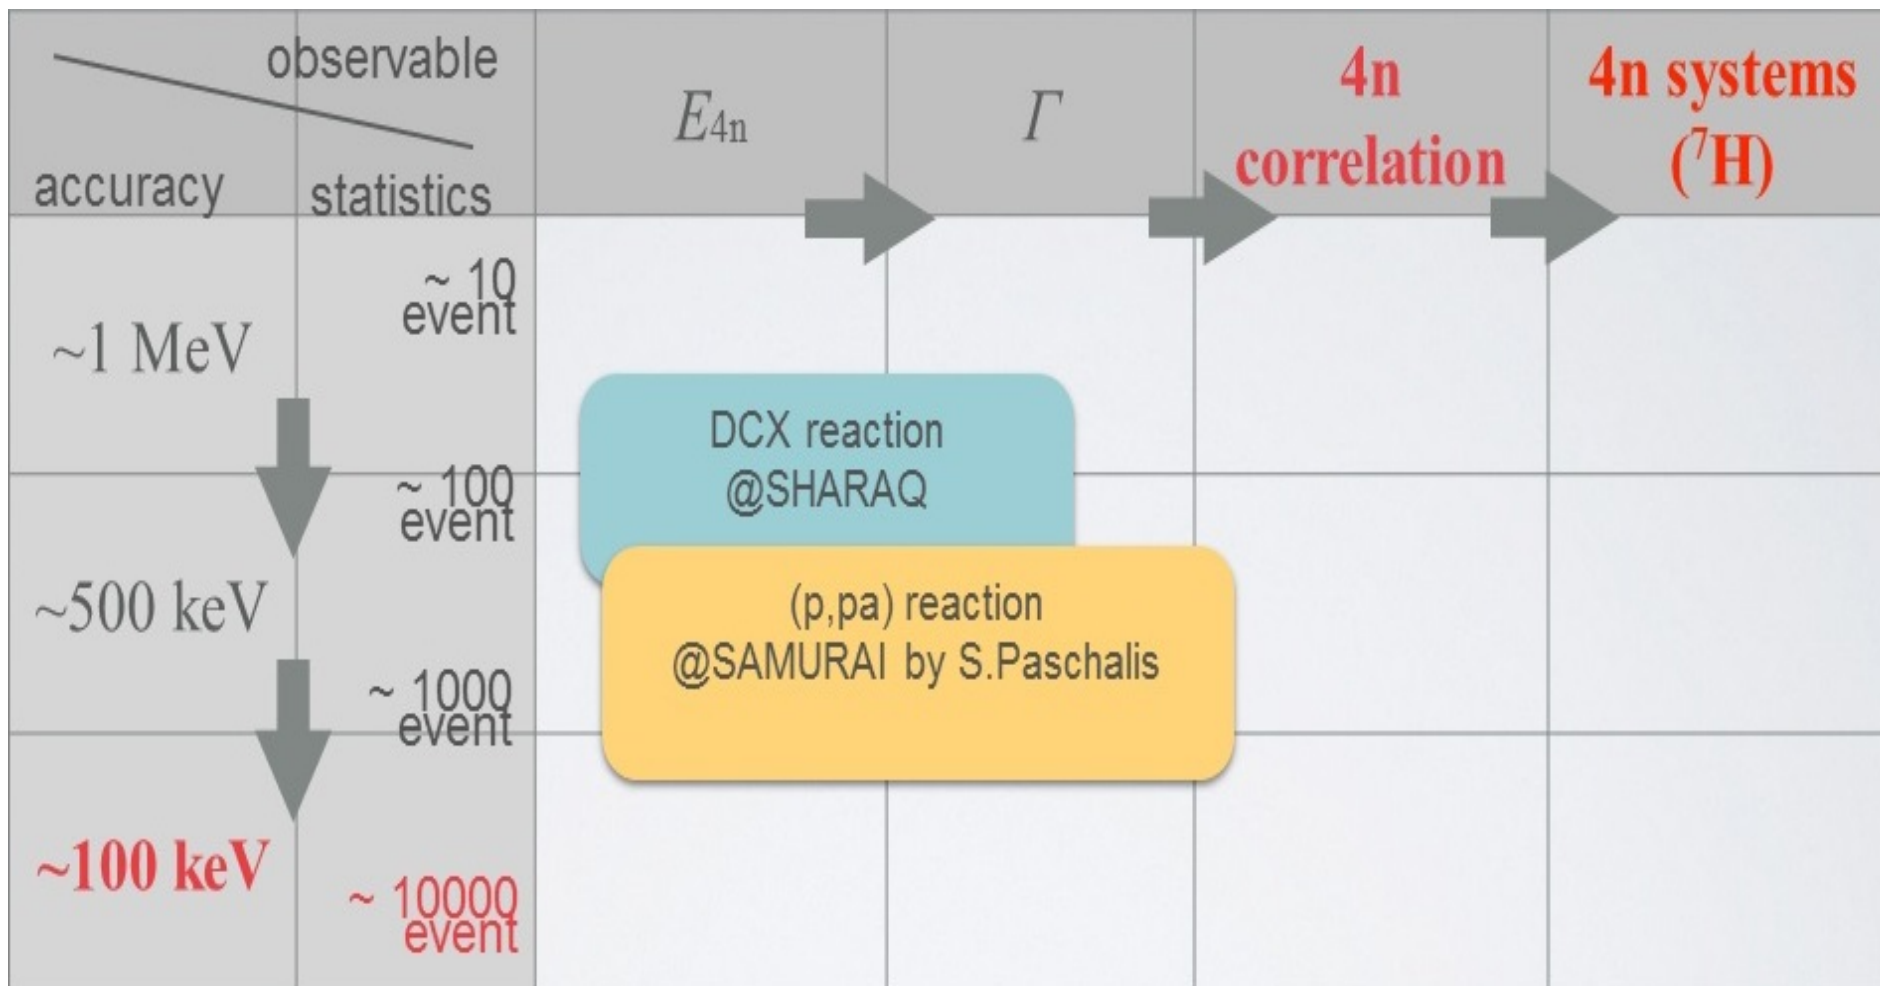 observable
accuracy
statistics
E4n
Γ
4n
correlation
4n systems
(⁷H)
~ 10
event
~1 MeV
DCX reaction
@SHARAQ
~ 100
event
~500 keV
(p,pa) reaction
@SAMURAI by S.Paschalis
~ 1000
event
~100 keV
~ 10000
event